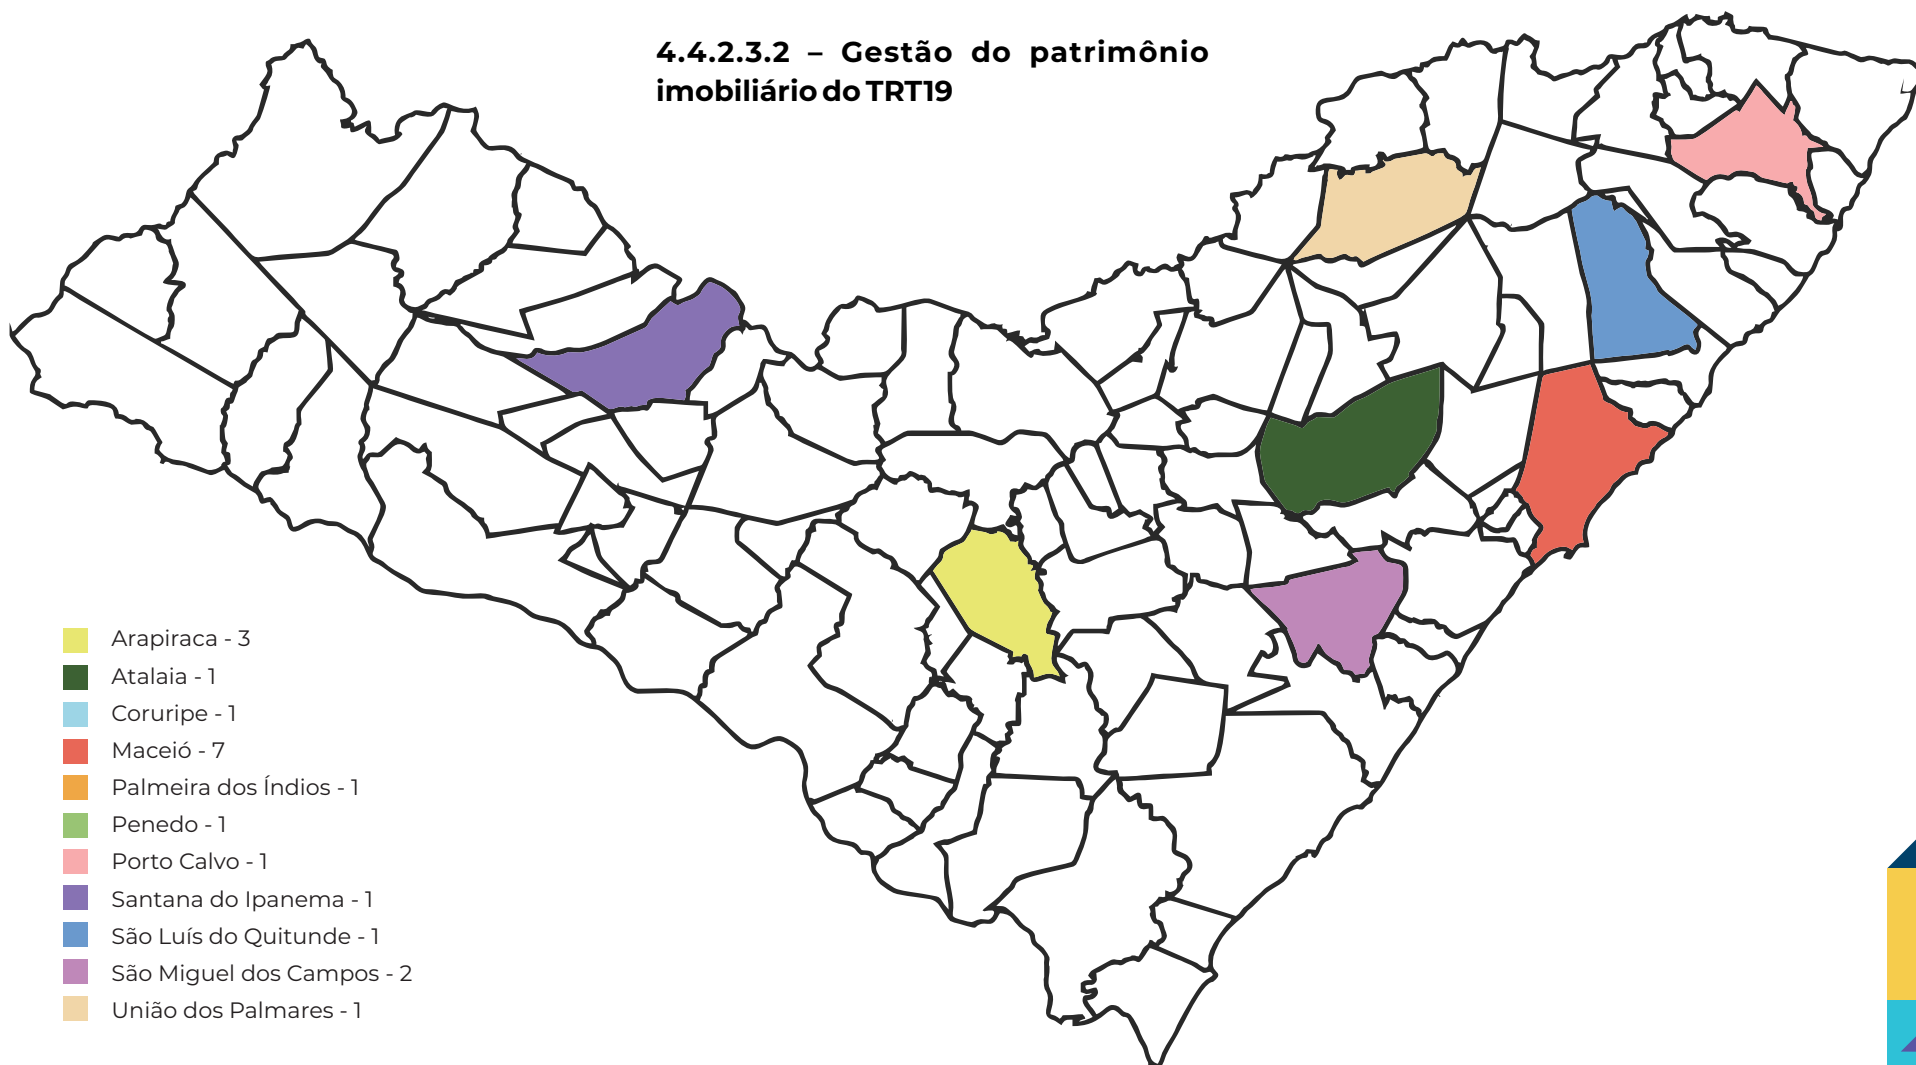 4.4.2.3.2 – Gestão do patrimônio
imobiliário do TRT19
Arapiraca - 3
Atalaia - 1
Coruripe - 1
Maceió - 7
Palmeira dos Índios - 1
Penedo - 1
Porto Calvo - 1
Santana do Ipanema - 1
São Luís do Quitunde - 1
São Miguel dos Campos - 2
União dos Palmares - 1